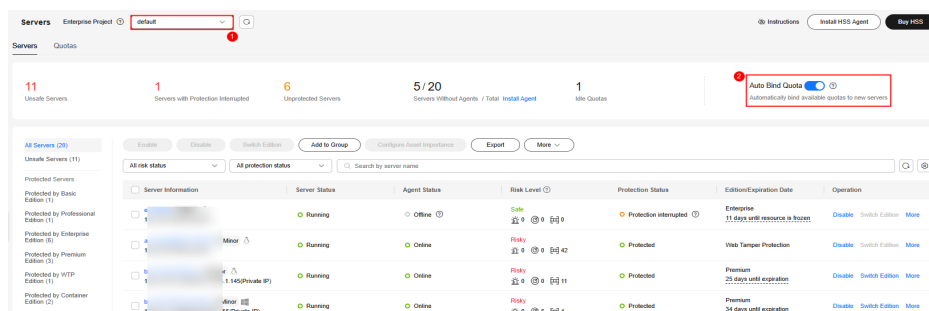 Servers Enterprise Project default Instructions Install HSS Agent Buy HSS
1
Servers Quotas
2
11 1 6 5/20 1 Auto Bind Quota
Unsafe Servers Servers with Protection Interrupted Unprotected Servers Servers Without Agents / Total Install Agent Idle Quotas Automatically bind available quotas to new servers
All Servers (28) Enable Disable Switch Edition Add to Group Configure Asset Importance Export More
Unsafe Servers (11) All risk status All protection status Search by server name
Protected Servers Server Information Server Status Agent Status Risk Level Protection Status Edition/Expiration Date Operation
Protected by Basic
Edition (1)
Protected by Professional
Edition (1)
Protected by Enterprise
Edition (6)
Protected by Premium
Edition (3)
Protected by WTP
Edition (1)
Protected by Container
Edition (2)
Running Offline Safe Protection interrupted Enterprise Disable Switch Edition More
1 0 0 0 11 days until resource is frozen
a Minor Running Online Risky Protected Web Tamper Protection Disable Switch Edition More
1 0 0 42
b Running Online Risky Protected Premium Disable Switch Edition More
1.145(Private IP) 0 0 11 25 days until expiration
b Minor Running Online Risky Protected Premium Disable Switch Edition More
34 days until expiration